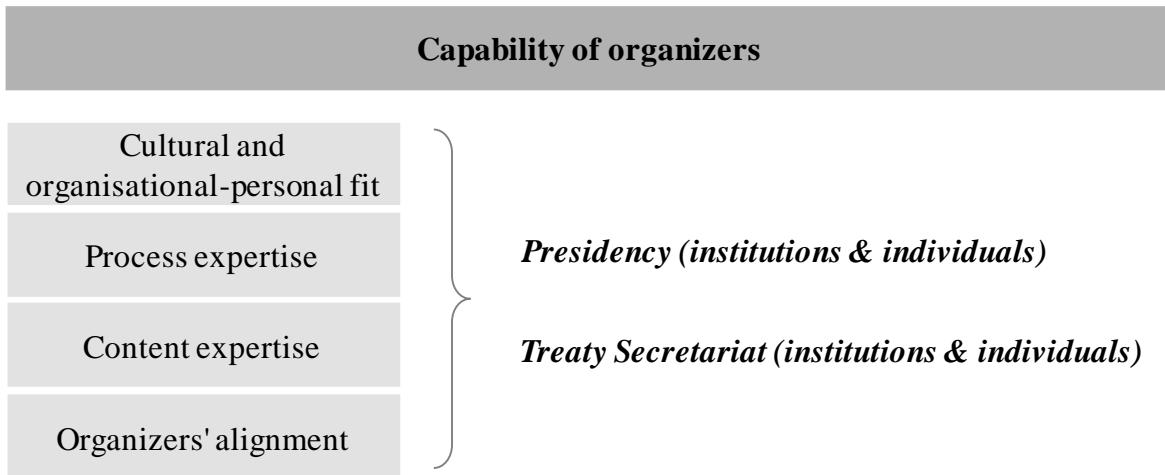 Capability of organizers
Cultural and
organisational-personal fit
Process expertise
Content expertise
Organizers' alignment
Presidency (institutions & individuals)
Treaty Secretariat (institutions & individuals)